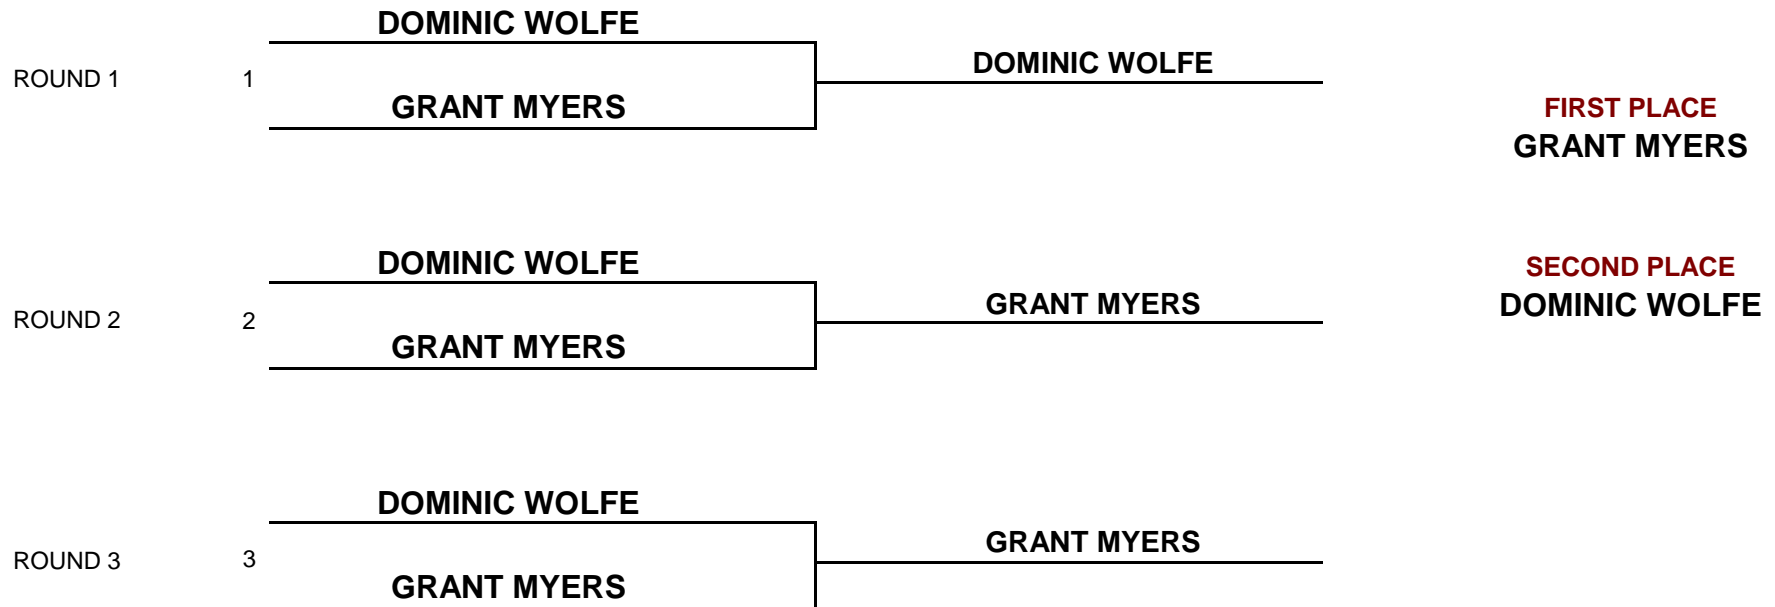 DOMINIC WOLFE
ROUND 1 1 DOMINIC WOLFE
GRANT MYERS
FIRST PLACE
GRANT MYERS
DOMINIC WOLFE
ROUND 2 2 GRANT MYERS
GRANT MYERS
SECOND PLACE
DOMINIC WOLFE
DOMINIC WOLFE
ROUND 3 3 GRANT MYERS
GRANT MYERS